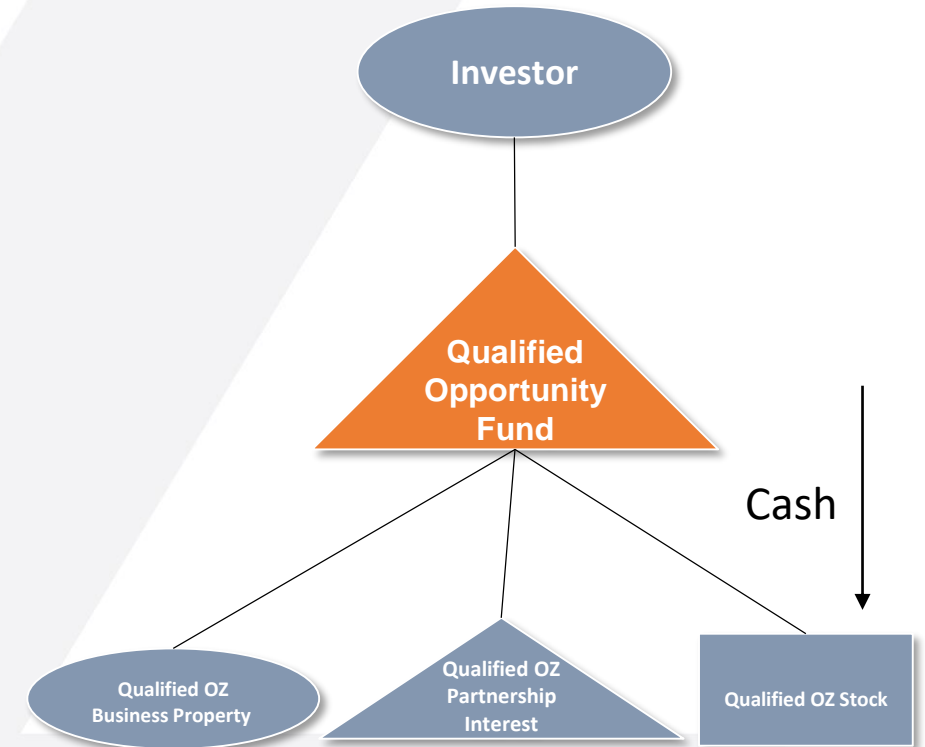 Investor
Qualified
Opportunity
Fund
Cash
Qualified OZ
Business Property
Qualified OZ
Partnership
Interest
Qualified OZ Stock